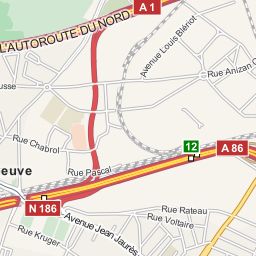 A 1
L'AUTOROUTE DU NORD
Avenue Louis Blériot
Rue Anizan C
usse
Rue Chabrol
12
A 86
euve
Rue Pascal
N 186
Rue Rateau
Rue Voltaire
Avenue Jean Jaurès
Rue Kruger